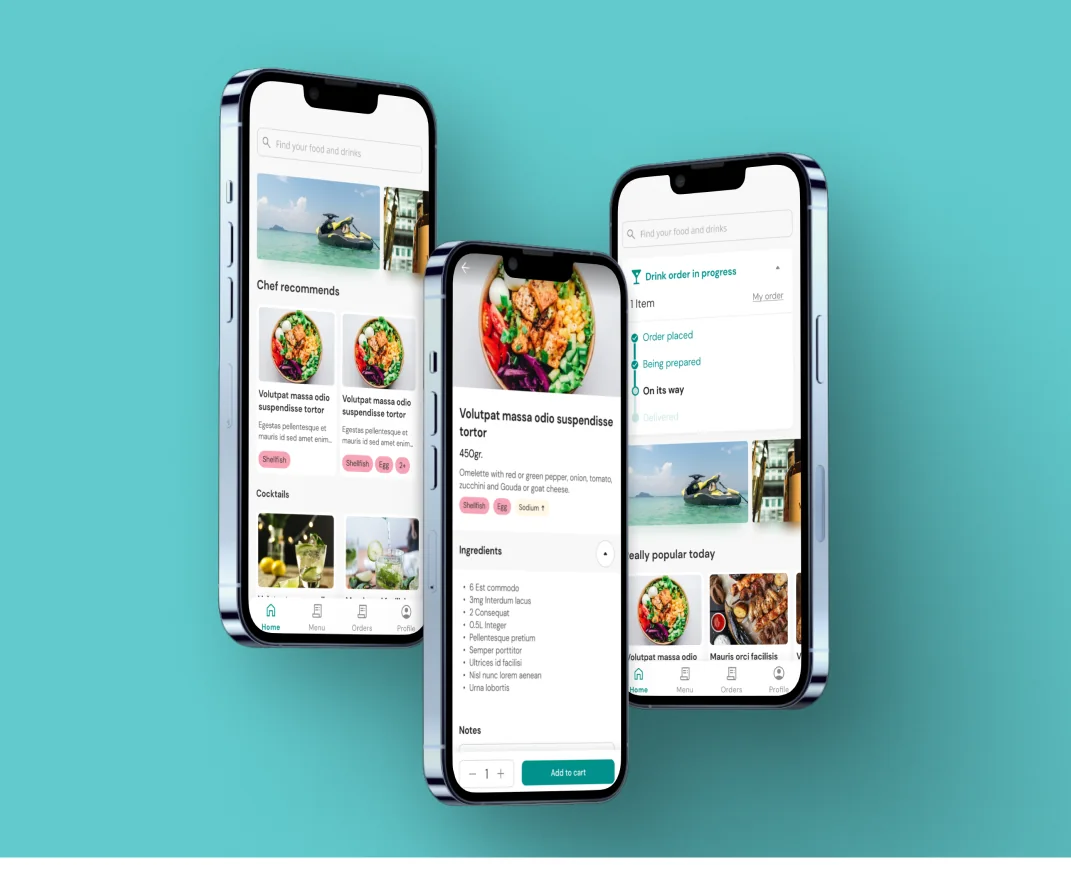 Find your food and drinks
Chef recommends
Volutpat massa odio
suspendisse tortor
Egestas pellentesque et
mauris id sed amet enim...
Shellfish
Volutpat massa odio
suspendisse tortor
Egestas pellentesque et
mauris id sed amet enim...
Shellfish Egg 2+
Cocktails
Home Menu Orders Profile
Volutpat massa odio suspendisse
tortor
450gr.
Omelette with red or green pepper, onion, tomato,
zucchini and Gouda or goat cheese.
Shellfish Egg Sodium ↑
Ingredients
• 6 Est commodo
• 3mg Interdum lacus
• 2 Consequat
• 0.5L Integer
• Pellentesque pretium
• Semper porttitor
• Ultrices id facilisi
• Nisl nunc lorem aenean
• Urna lobortis
Notes
− 1 + Add to cart
Find your food and drinks
Drink order in progress
1 Item My order
Order placed
Being prepared
On its way
Delivered
eally popular today
Volutpat massa odio Mauris orci facilisis V
Home Menu Orders Profile